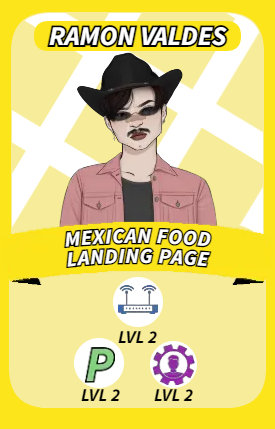 RAMON VALDES
MEXICAN FOOD
LANDING PAGE
LVL 2
P
LVL 2 LVL 2